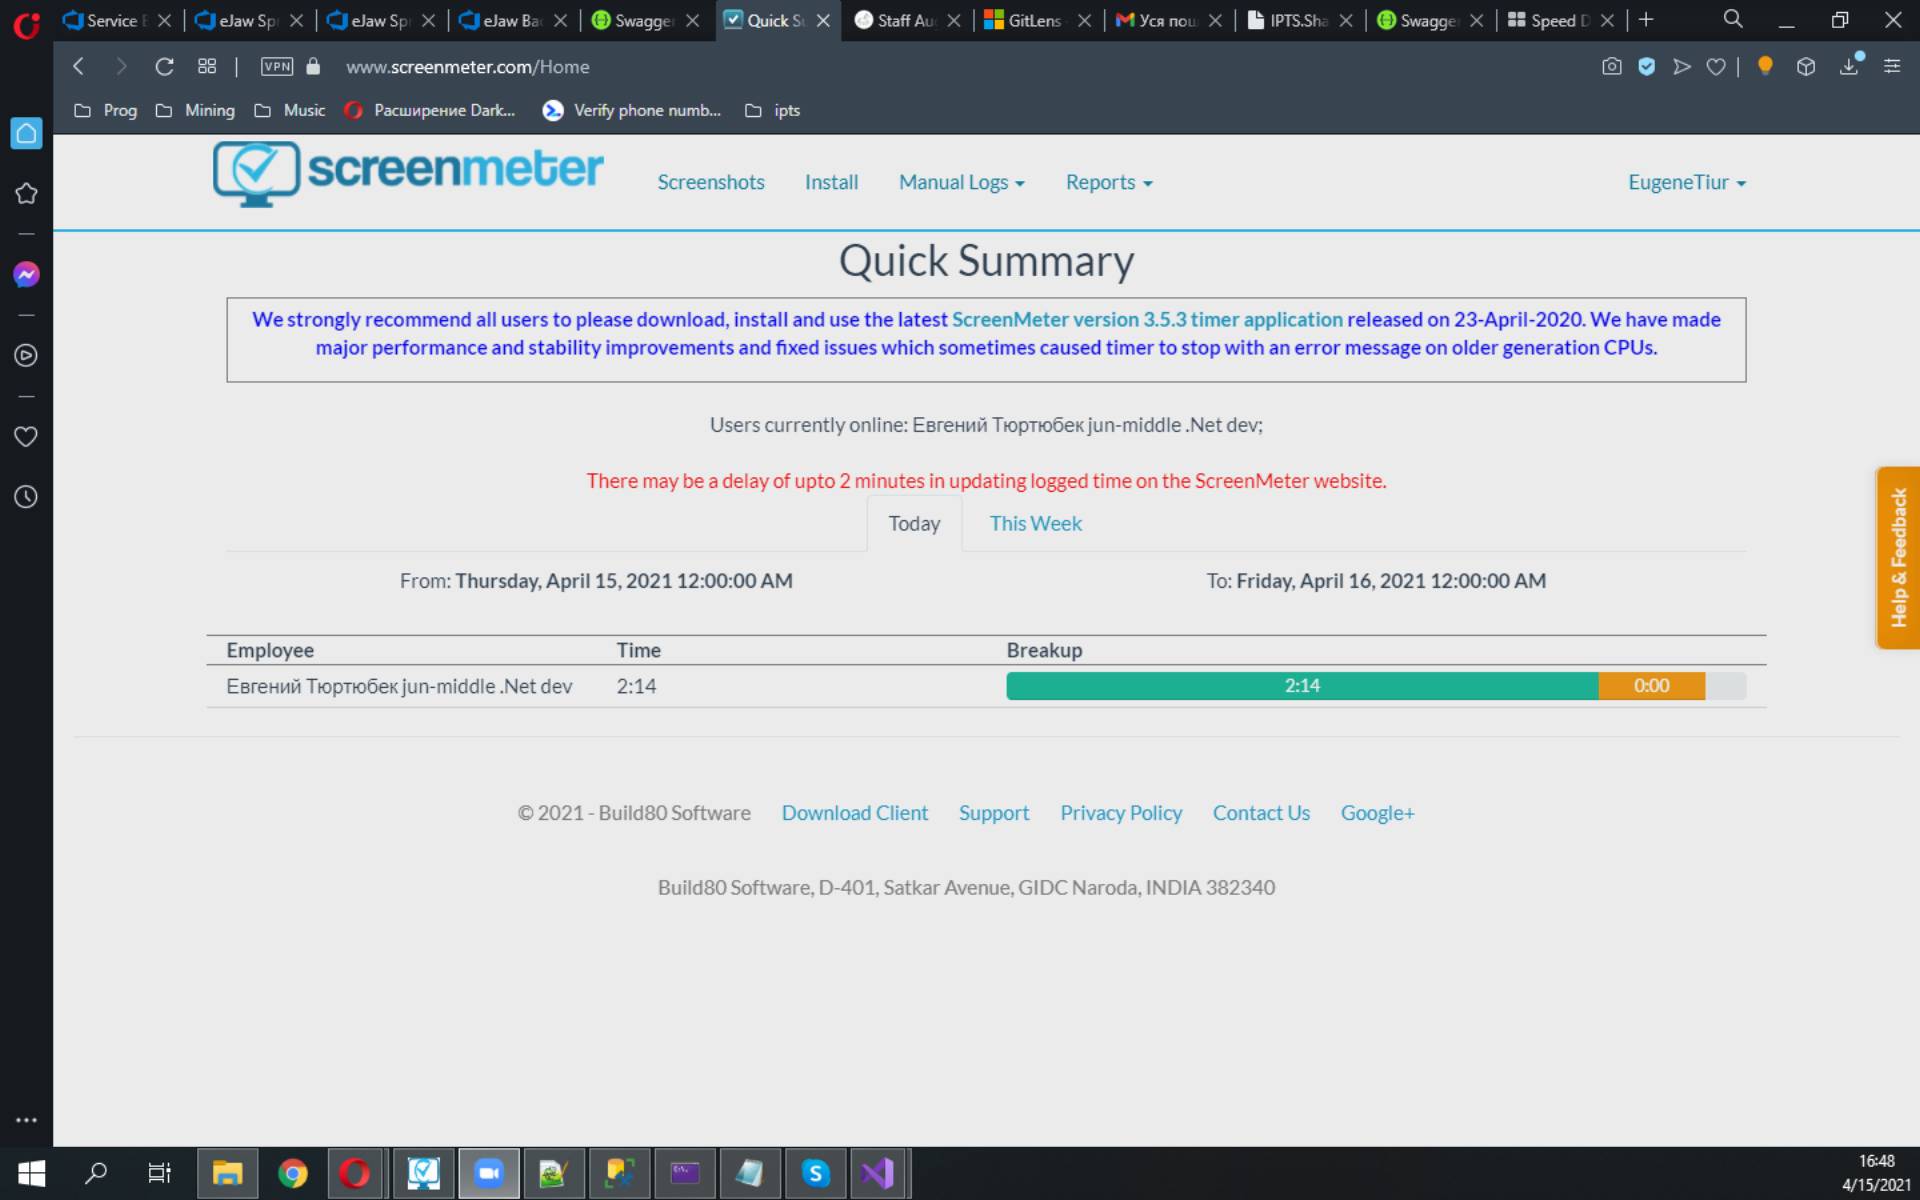 Service
eJaw Sp
eJaw Sp
eJaw Ba
Swagger
Quick Su
Staff Au
GitLens
Уся пош
IPTS.Sha
Swagge
Speed D
VPN
www.screenmeter.com/Home
Prog
Mining
Music
Расширение Dark...
Verify phone numb...
ipts
screenmeter
Screenshots
Install
Manual Logs
Reports
EugeneTiur
Quick Summary
We strongly recommend all users to please download, install and use the latest ScreenMeter version 3.5.3 timer application released on 23-April-2020. We have made
major performance and stability improvements and fixed issues which sometimes caused timer to stop with an error message on older generation CPUs.
Users currently online: Евгений Тюртюбек jun-middle .Net dev;
There may be a delay of upto 2 minutes in updating logged time on the ScreenMeter website.
Today
This Week
From: Thursday, April 15, 2021 12:00:00 AM
To: Friday, April 16, 2021 12:00:00 AM
Employee
Time
Breakup
Евгений Тюртюбек jun-middle .Net dev
2:14
2:14
0:00
Help & Feedback
© 2021 - Build80 Software
Download Client
Support
Privacy Policy
Contact Us
Google+
Build80 Software, D-401, Satkar Avenue, GIDC Naroda, INDIA 382340
16:48
4/15/2021